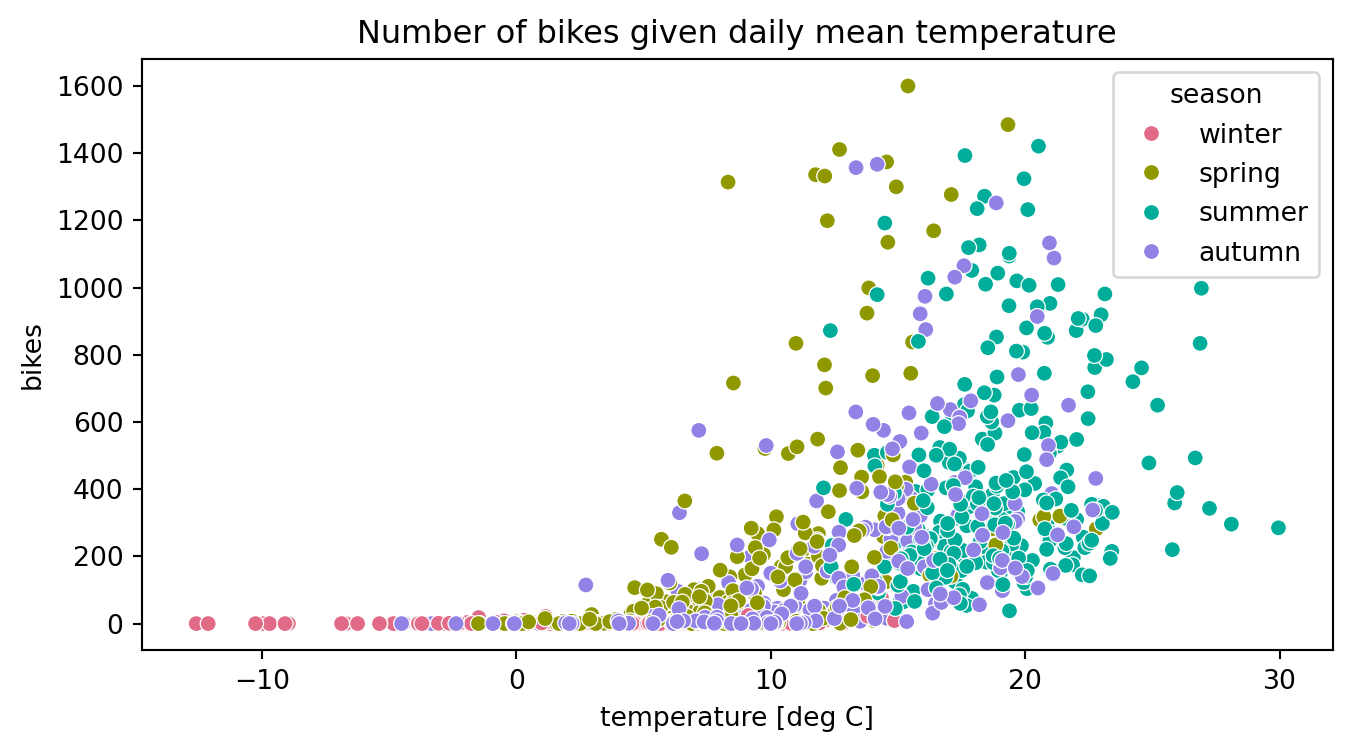 Number of bikes given daily mean temperature
season
winter
spring
summer
autumn
1600
1400
1200
1000
800
600
400
200
0
bikes
−10 0 10 20 30
temperature [deg C]